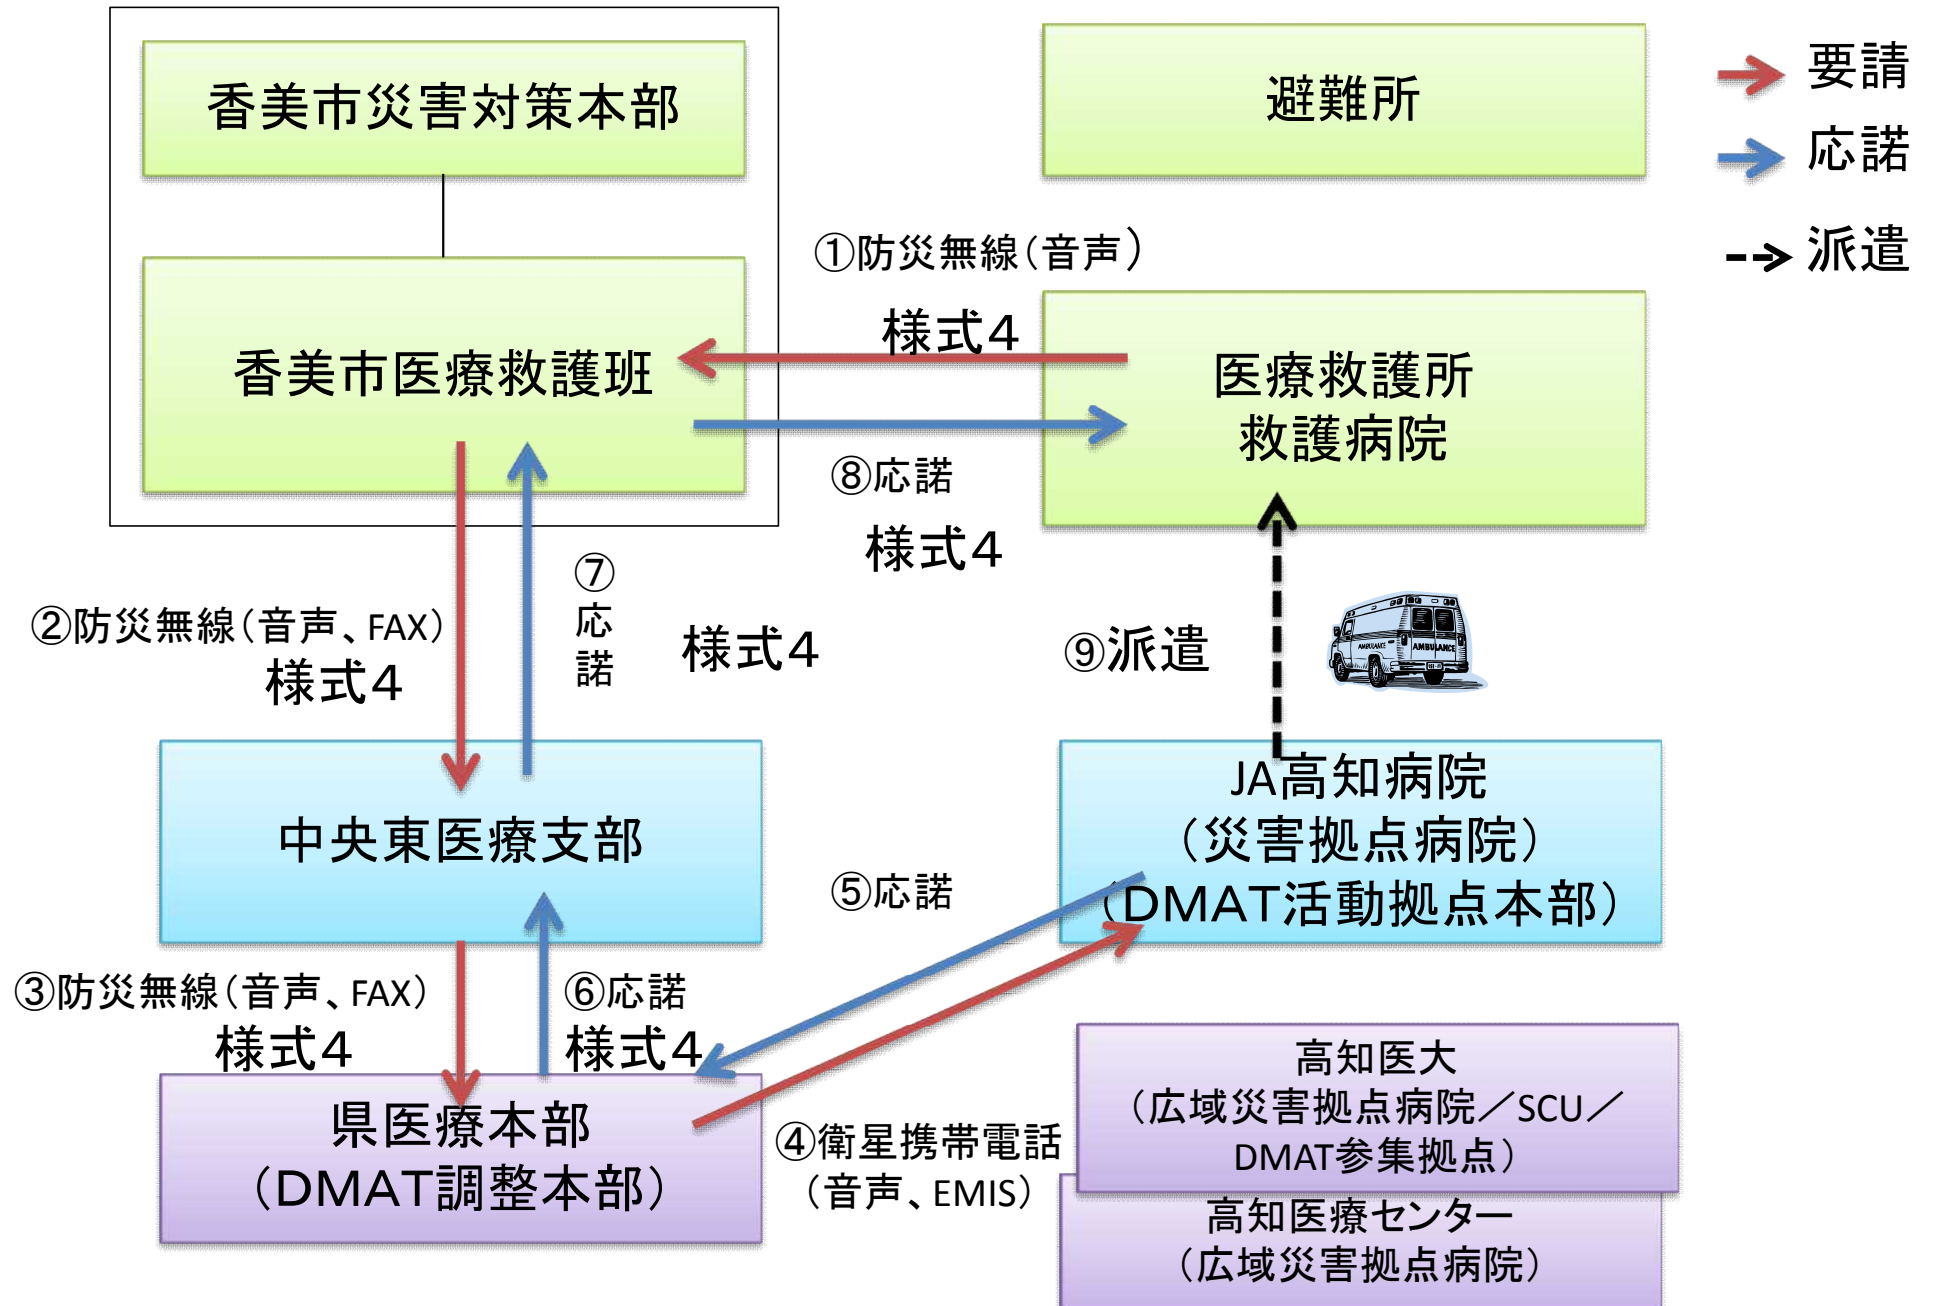 香美市災害対策本部
避難所
要請
応諾
派遣
①防災無線（音声）
様式４
香美市医療救護班
医療救護所
救護病院
⑧応諾
様式４
②防災無線（音声、FAX）
様式４
⑦
応
諾
様式４
⑨派遣
AMBULANCE
AMBULANCE
中央東医療支部
JA高知病院
（災害拠点病院）
（ＤＭＡＴ活動拠点本部）
⑤応諾
③防災無線（音声、FAX）
様式４
⑥応諾
様式４
県医療本部
（ＤＭＡＴ調整本部）
④衛星携帯電話
（音声、EMIS）
高知医大
（広域災害拠点病院／SCU／
DMAT参集拠点）
高知医療センター
（広域災害拠点病院）